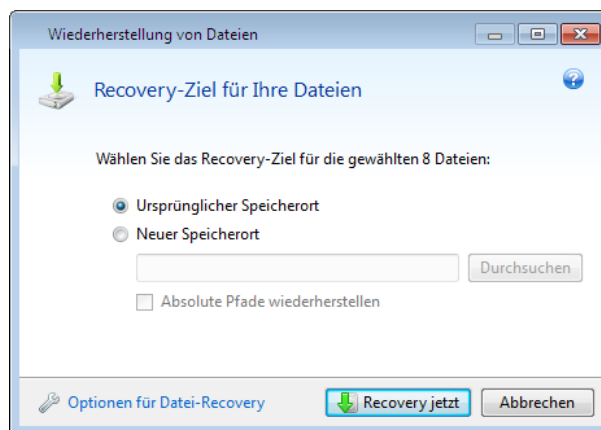 Wiederherstellung von Dateien
Recovery-Ziel für Ihre Dateien
?
Wählen Sie das Recovery-Ziel für die gewählten 8 Dateien:
Ursprünglicher Speicherort
Neuer Speicherort
Durchsuchen
Absolute Pfade wiederherstellen
Optionen für Datei-Recovery
Recovery jetzt
Abbrechen